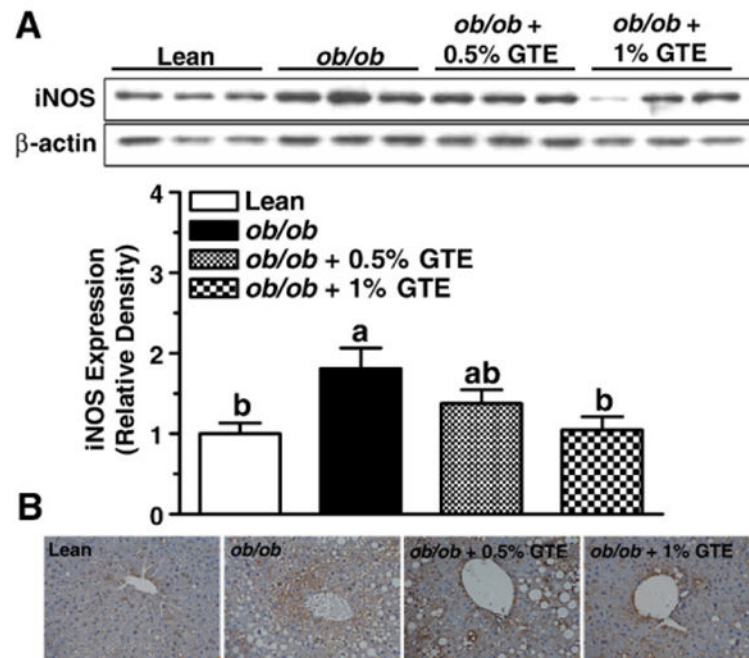 A
Lean
ob/ob
ob/ob +
0.5% GTE
ob/ob +
1% GTE
iNOS
β-actin
iNOS Expression
(Relative Density)
4
3
2
1
0
Lean
ob/ob
ob/ob + 0.5% GTE
ob/ob + 1% GTE
b
a
ab
b
B
Lean
ob/ob
ob/ob + 0.5% GTE
ob/ob + 1% GTE